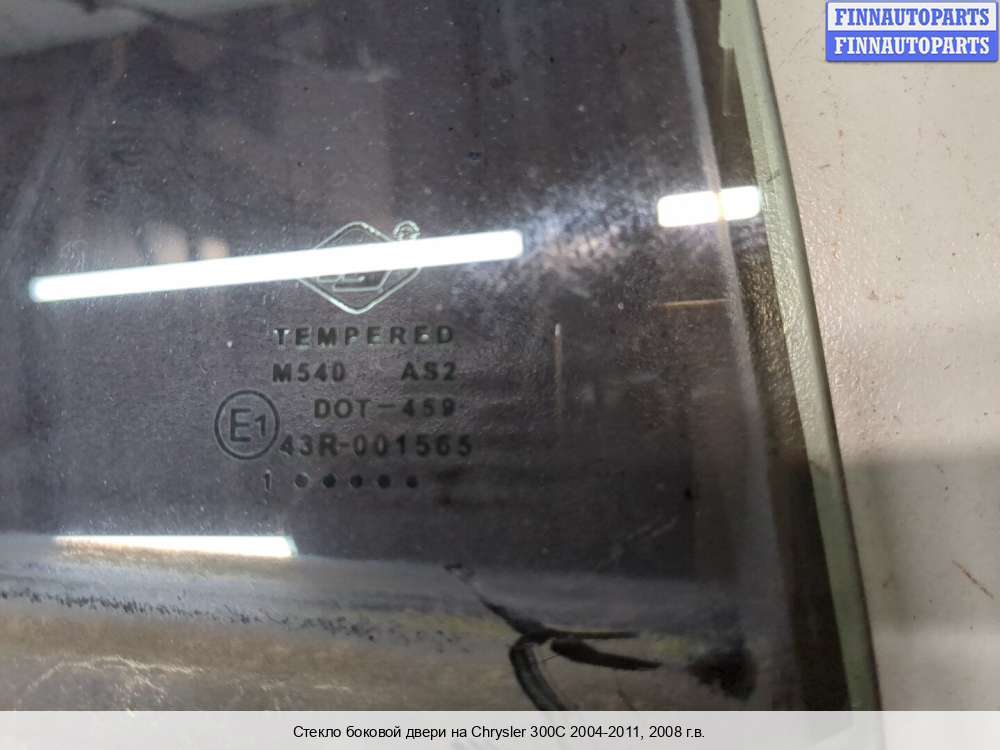 FINNAUTOPARTS
FINNAUTOPARTS
TEMPERED
M540 AS2
DOT-459
E1
43R-001565
1
Стекло боковой двери на Chrysler 300C 2004-2011, 2008 г.в.